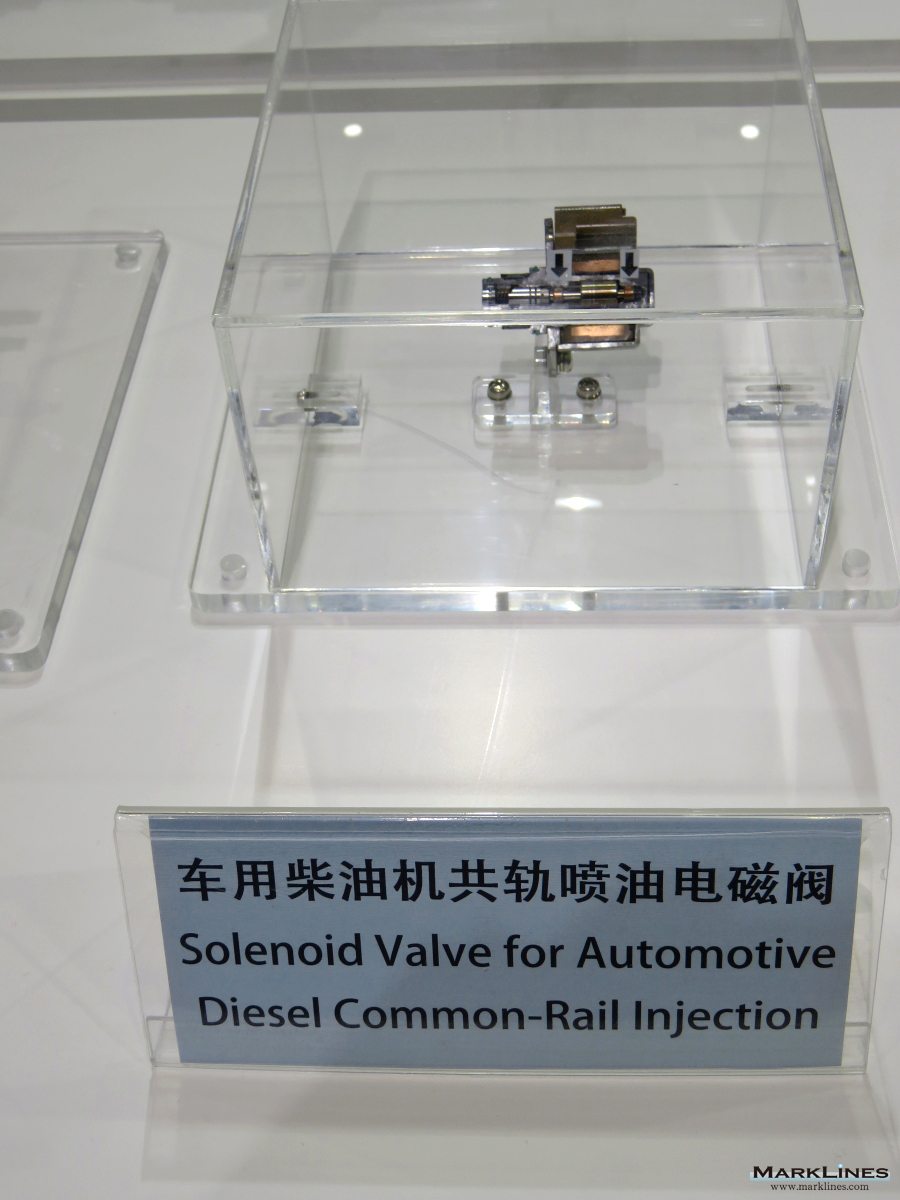 车用柴油机共轨喷油电磁阀
Solenoid Valve for Automotive
Diesel Common-Rail Injection
MARKLINES
www.marklines.com